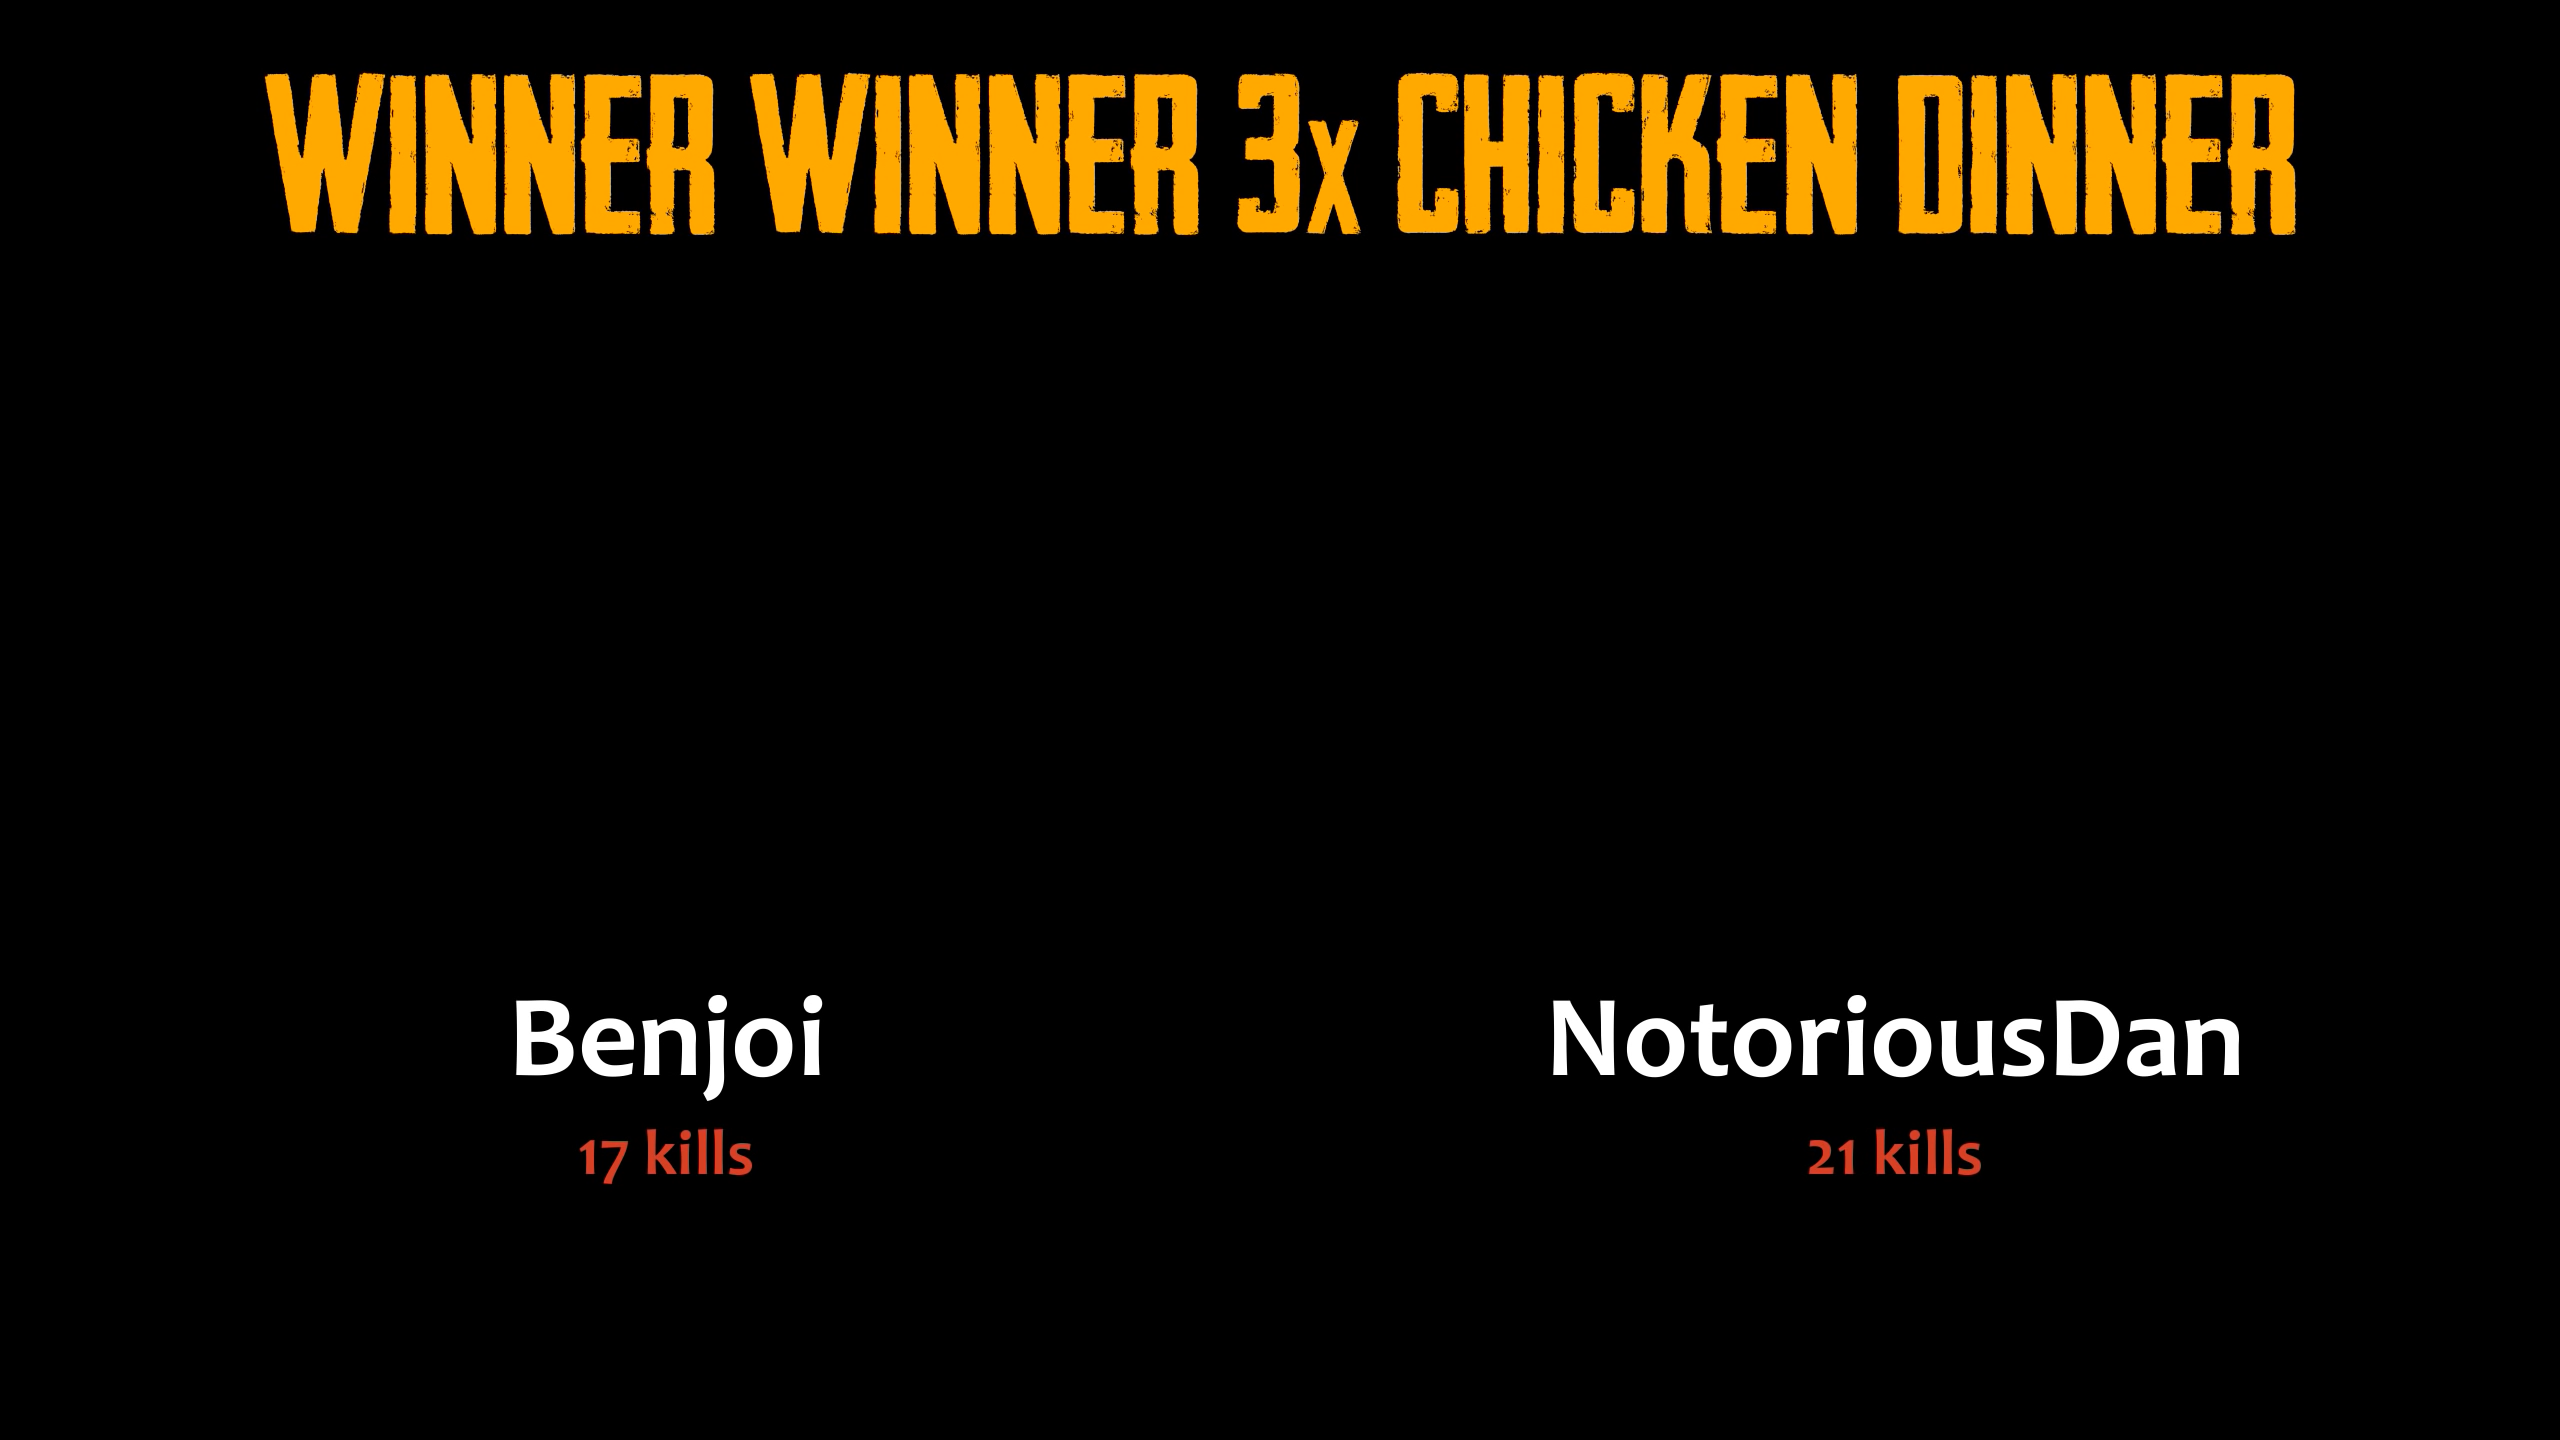 WINNER WINNER 3x CHICKEN DINNER
Benjoi
17 kills
NotoriousDan
21 kills